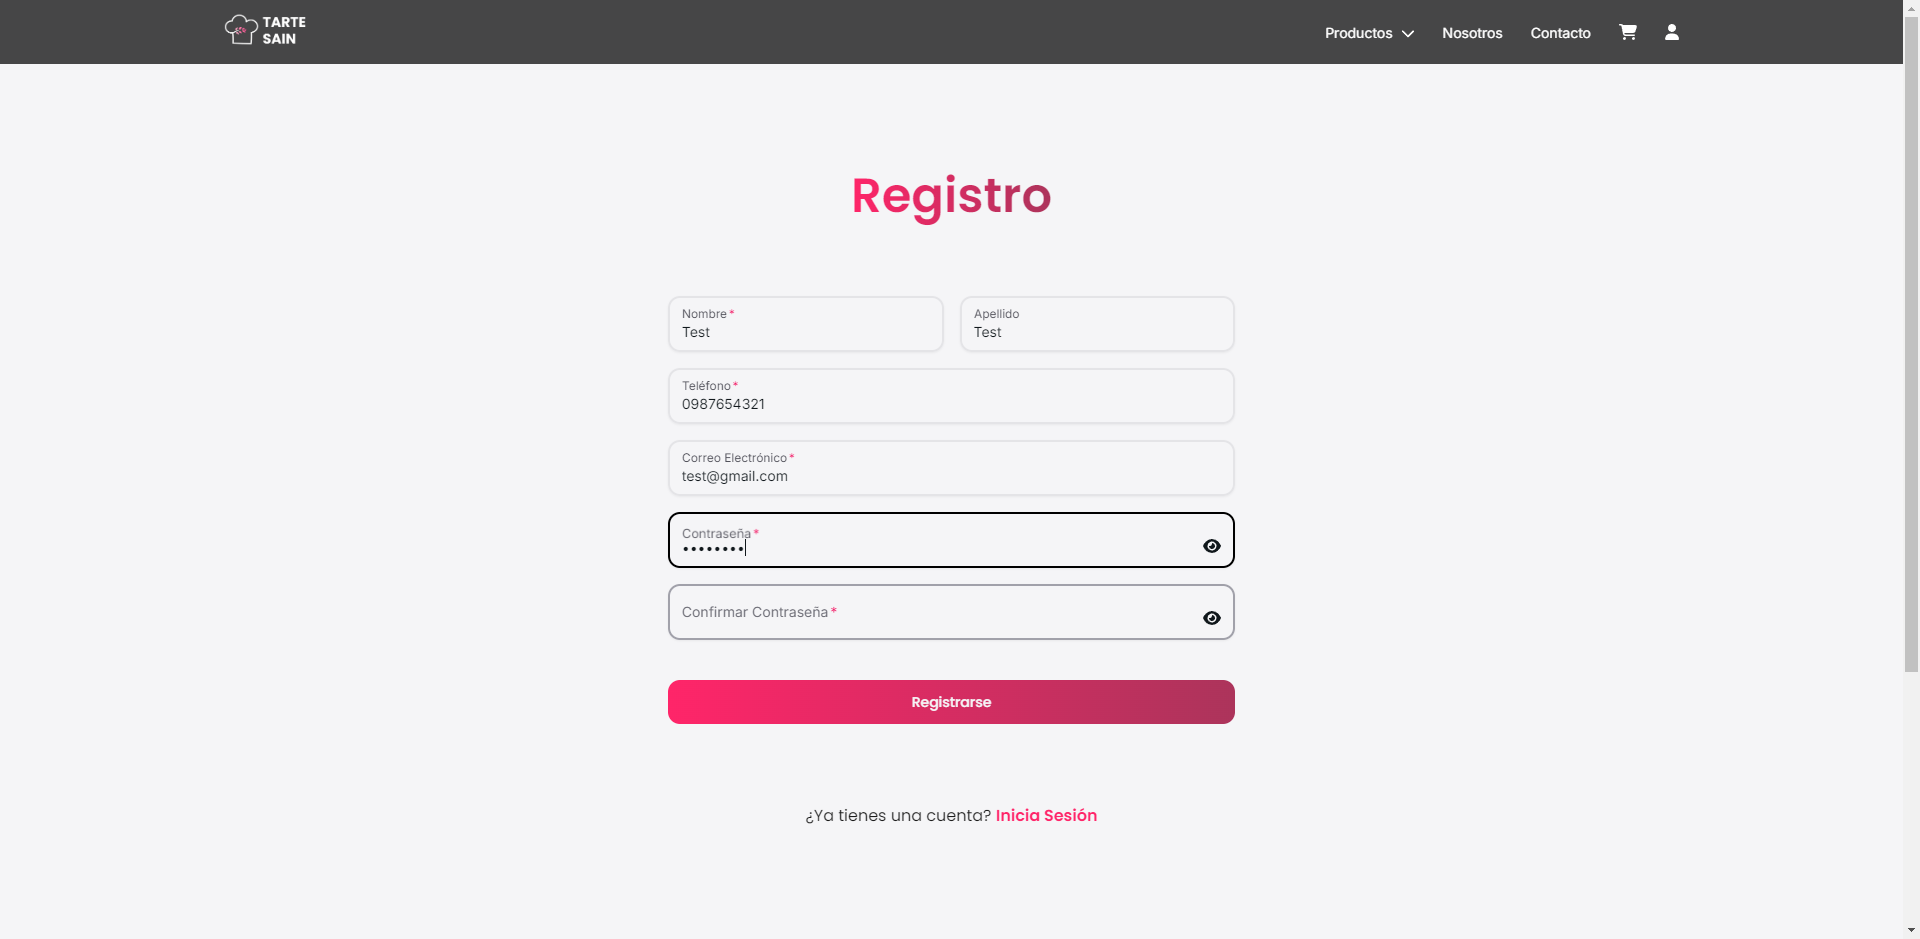 TARTE
SAIN
Productos
Nosotros
Contacto
Registro
Nombre*
Test
Apellido
Test
Teléfono*
0987654321
Correo Electrónico*
test@gmail.com
Contraseña*
••••••••
Confirmar Contraseña*
Registrarse
¿Ya tienes una cuenta? Inicia Sesión